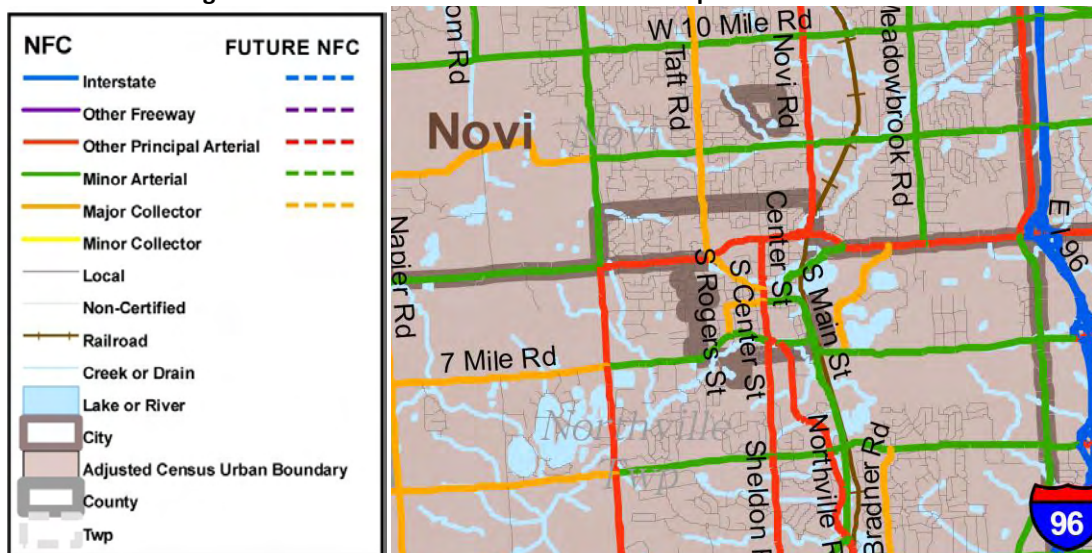 NFC
FUTURE NFC
Interstate
Other Freeway
Other Principal Arterial
Minor Arterial
Major Collector
Minor Collector
Local
Non-Certified
Railroad
Creek or Drain
Lake or River
City
Adjusted Census Urban Boundary
County
Twp
W 10 Mile Rd
Rd
Taft Rd
Novi Rd
Meadowbrook Rd
Novi
Novi
E I 96
Center St
Napier Rd
S Rogers St
S Center St
S Main St
7 Mile Rd
Northville
Twp
Sheldon
Northville
Bradner Rd
96